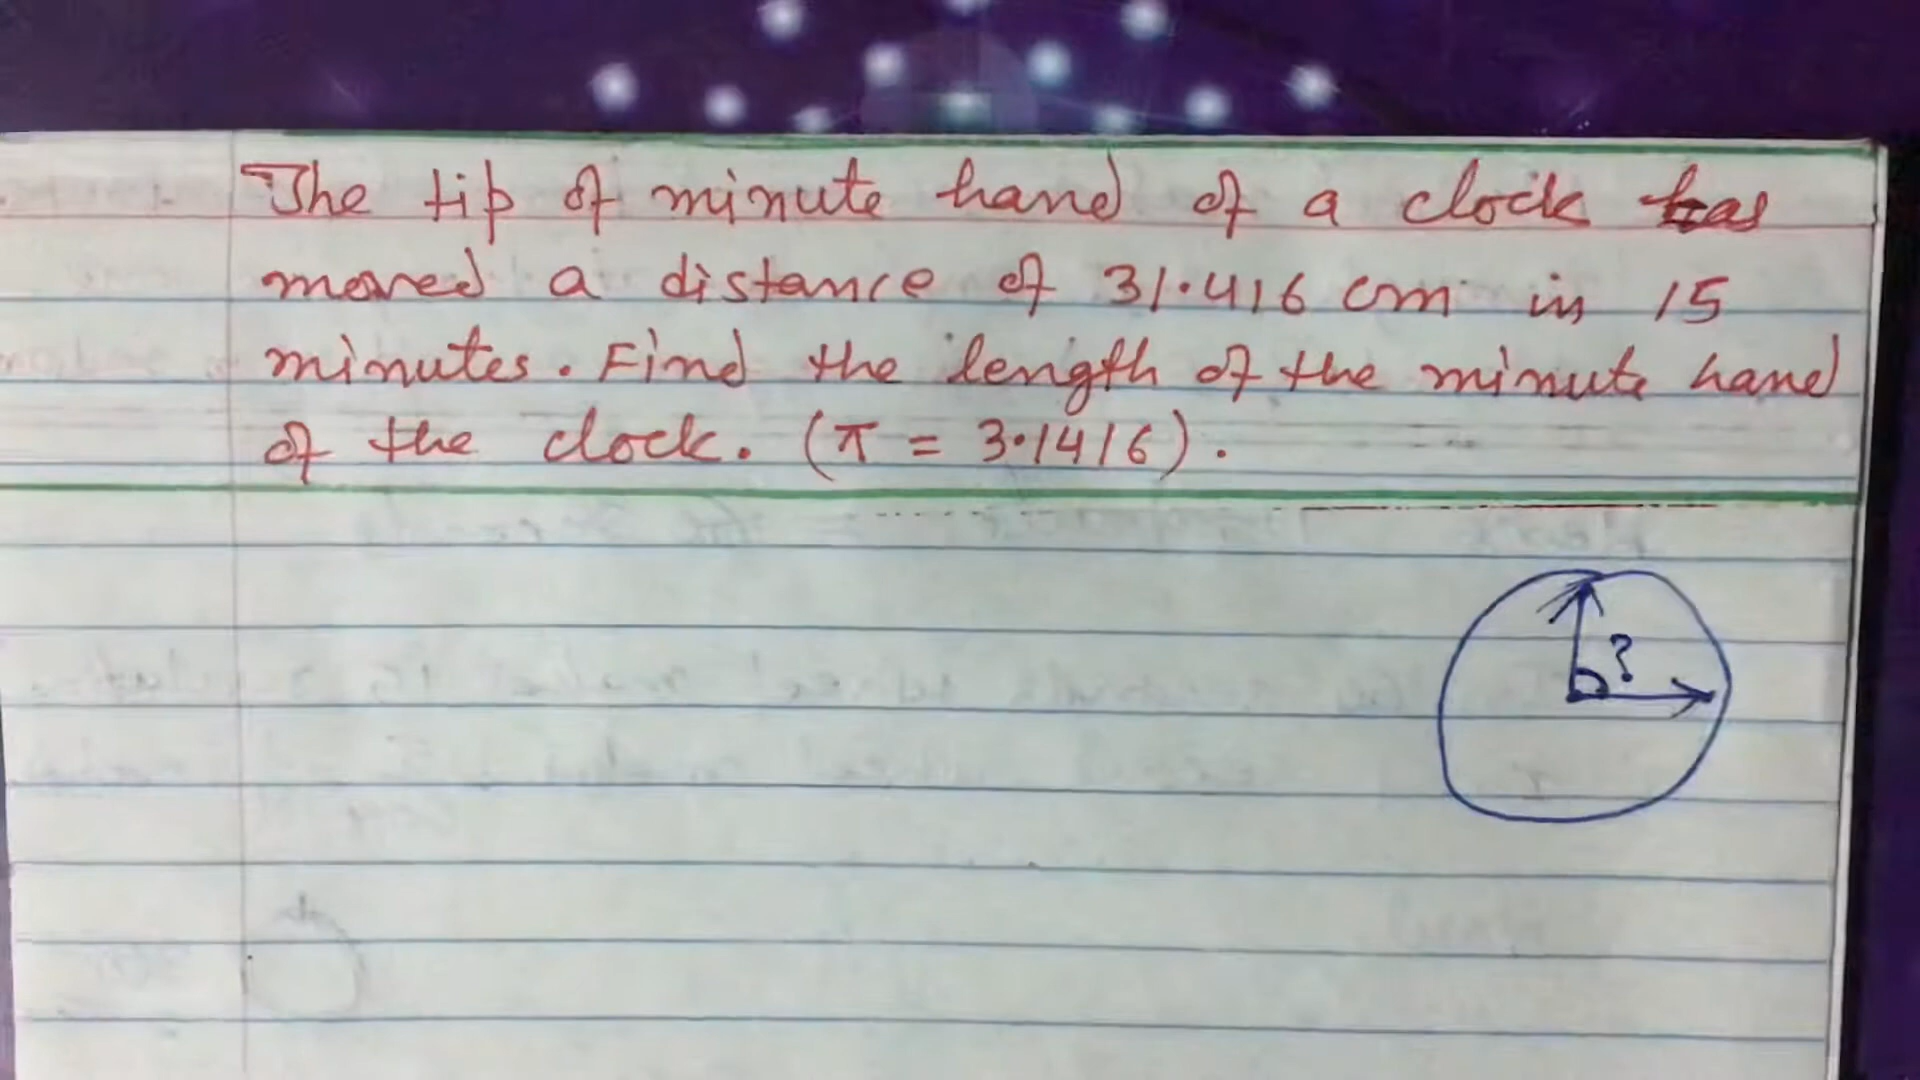 The tip of minute hand of a clock has
moved a distance of 31.416 cm in 15
minutes. Find the length of the minute hand
of the clock. (π = 3.1416).
?